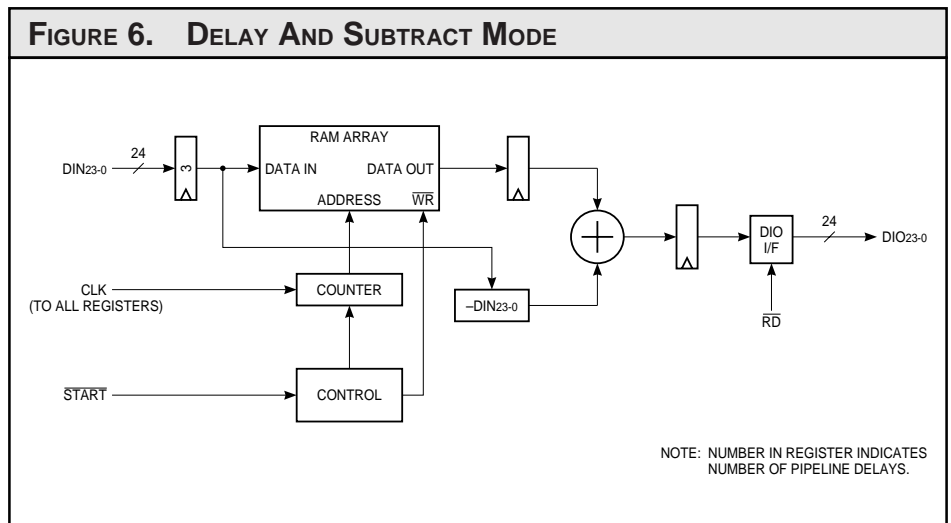 FIGURE 6. DELAY AND SUBTRACT MODE
RAM ARRAY
24
DIN23-0
3
DATA IN
DATA OUT
ADDRESS
WR
24
DIO
I/F
DIO23-0
CLK
(TO ALL REGISTERS)
COUNTER
–DIN23-0
RD
START
CONTROL
NOTE: NUMBER IN REGISTER INDICATES
NUMBER OF PIPELINE DELAYS.